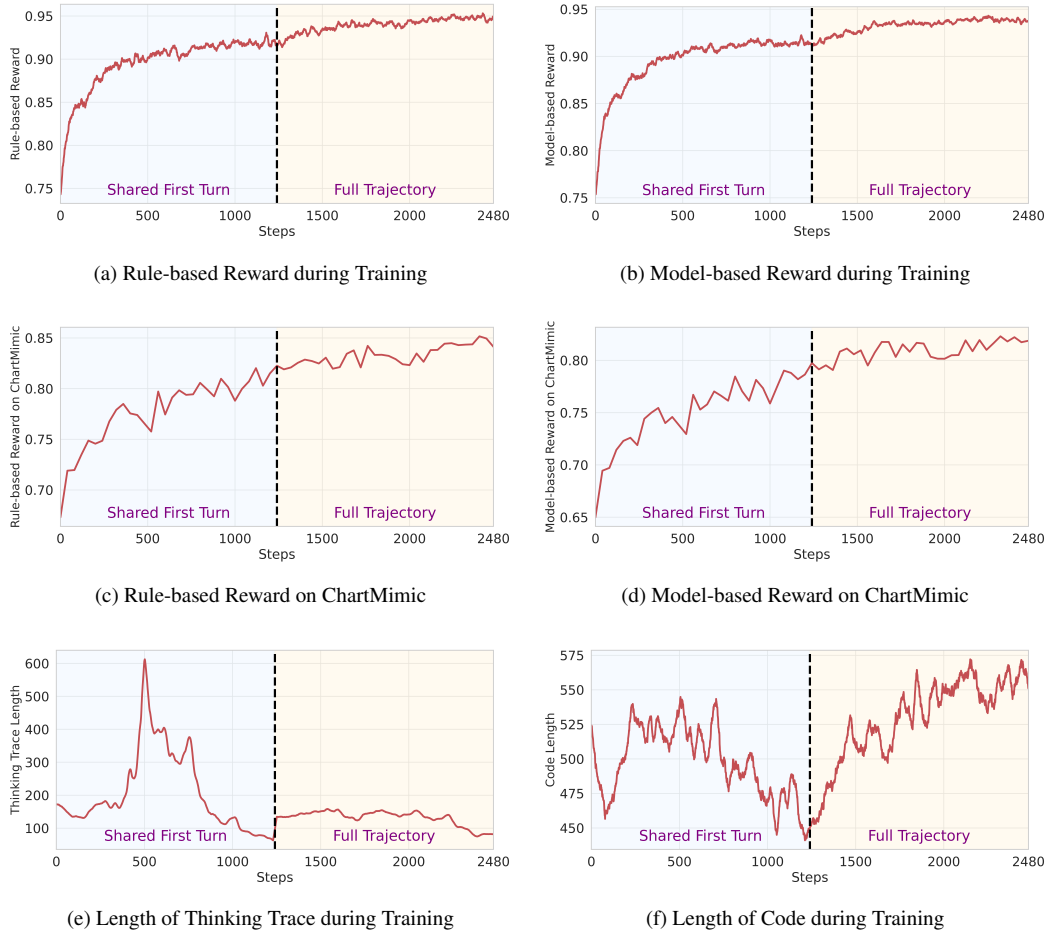 0.95
0.90
0.85
0.80
0.75
Rule-based Reward
Shared First Turn
Full Trajectory
0 500 1000 1500 2000 2480
Steps
(a) Rule-based Reward during Training
0.95
0.90
0.85
0.80
0.75
Model-based Reward
Shared First Turn
Full Trajectory
0 500 1000 1500 2000 2480
Steps
(b) Model-based Reward during Training
0.85
0.80
0.75
0.70
Rule-based Reward on ChartMimic
Shared First Turn
Full Trajectory
0 500 1000 1500 2000 2480
Steps
(c) Rule-based Reward on ChartMimic
0.80
0.75
0.70
0.65
Model-based Reward on ChartMimic
Shared First Turn
Full Trajectory
0 500 1000 1500 2000 2480
Steps
(d) Model-based Reward on ChartMimic
600
500
400
300
200
100
Thinking Trace Length
Shared First Turn
Full Trajectory
0 500 1000 1500 2000 2480
Steps
(e) Length of Thinking Trace during Training
575
550
525
500
475
450
Code Length
Shared First Turn
Full Trajectory
0 500 1000 1500 2000 2480
Steps
(f) Length of Code during Training